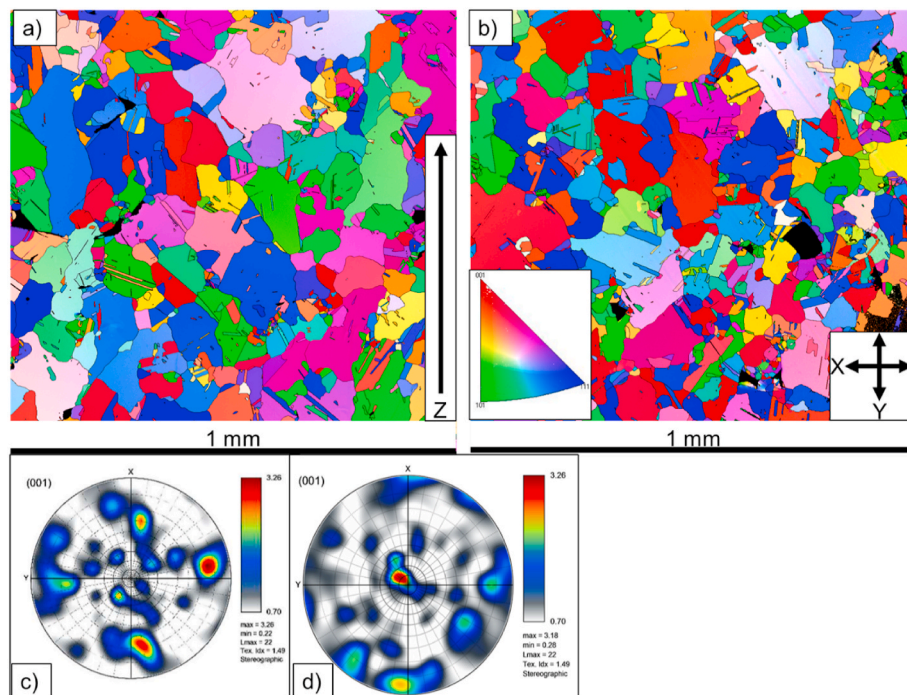 a)
b)
Z
001
101
111
X
Y
1 mm
1 mm
(001)
X
Y
3.26
0.70
max = 3.26
min = 0.22
Lmax = 22
Tex. Idx = 1.49
Stereographic
c)
(001)
X
Y
3.26
0.70
max = 3.18
min = 0.28
Lmax = 22
Tex. Idx = 1.49
Stereographic
d)